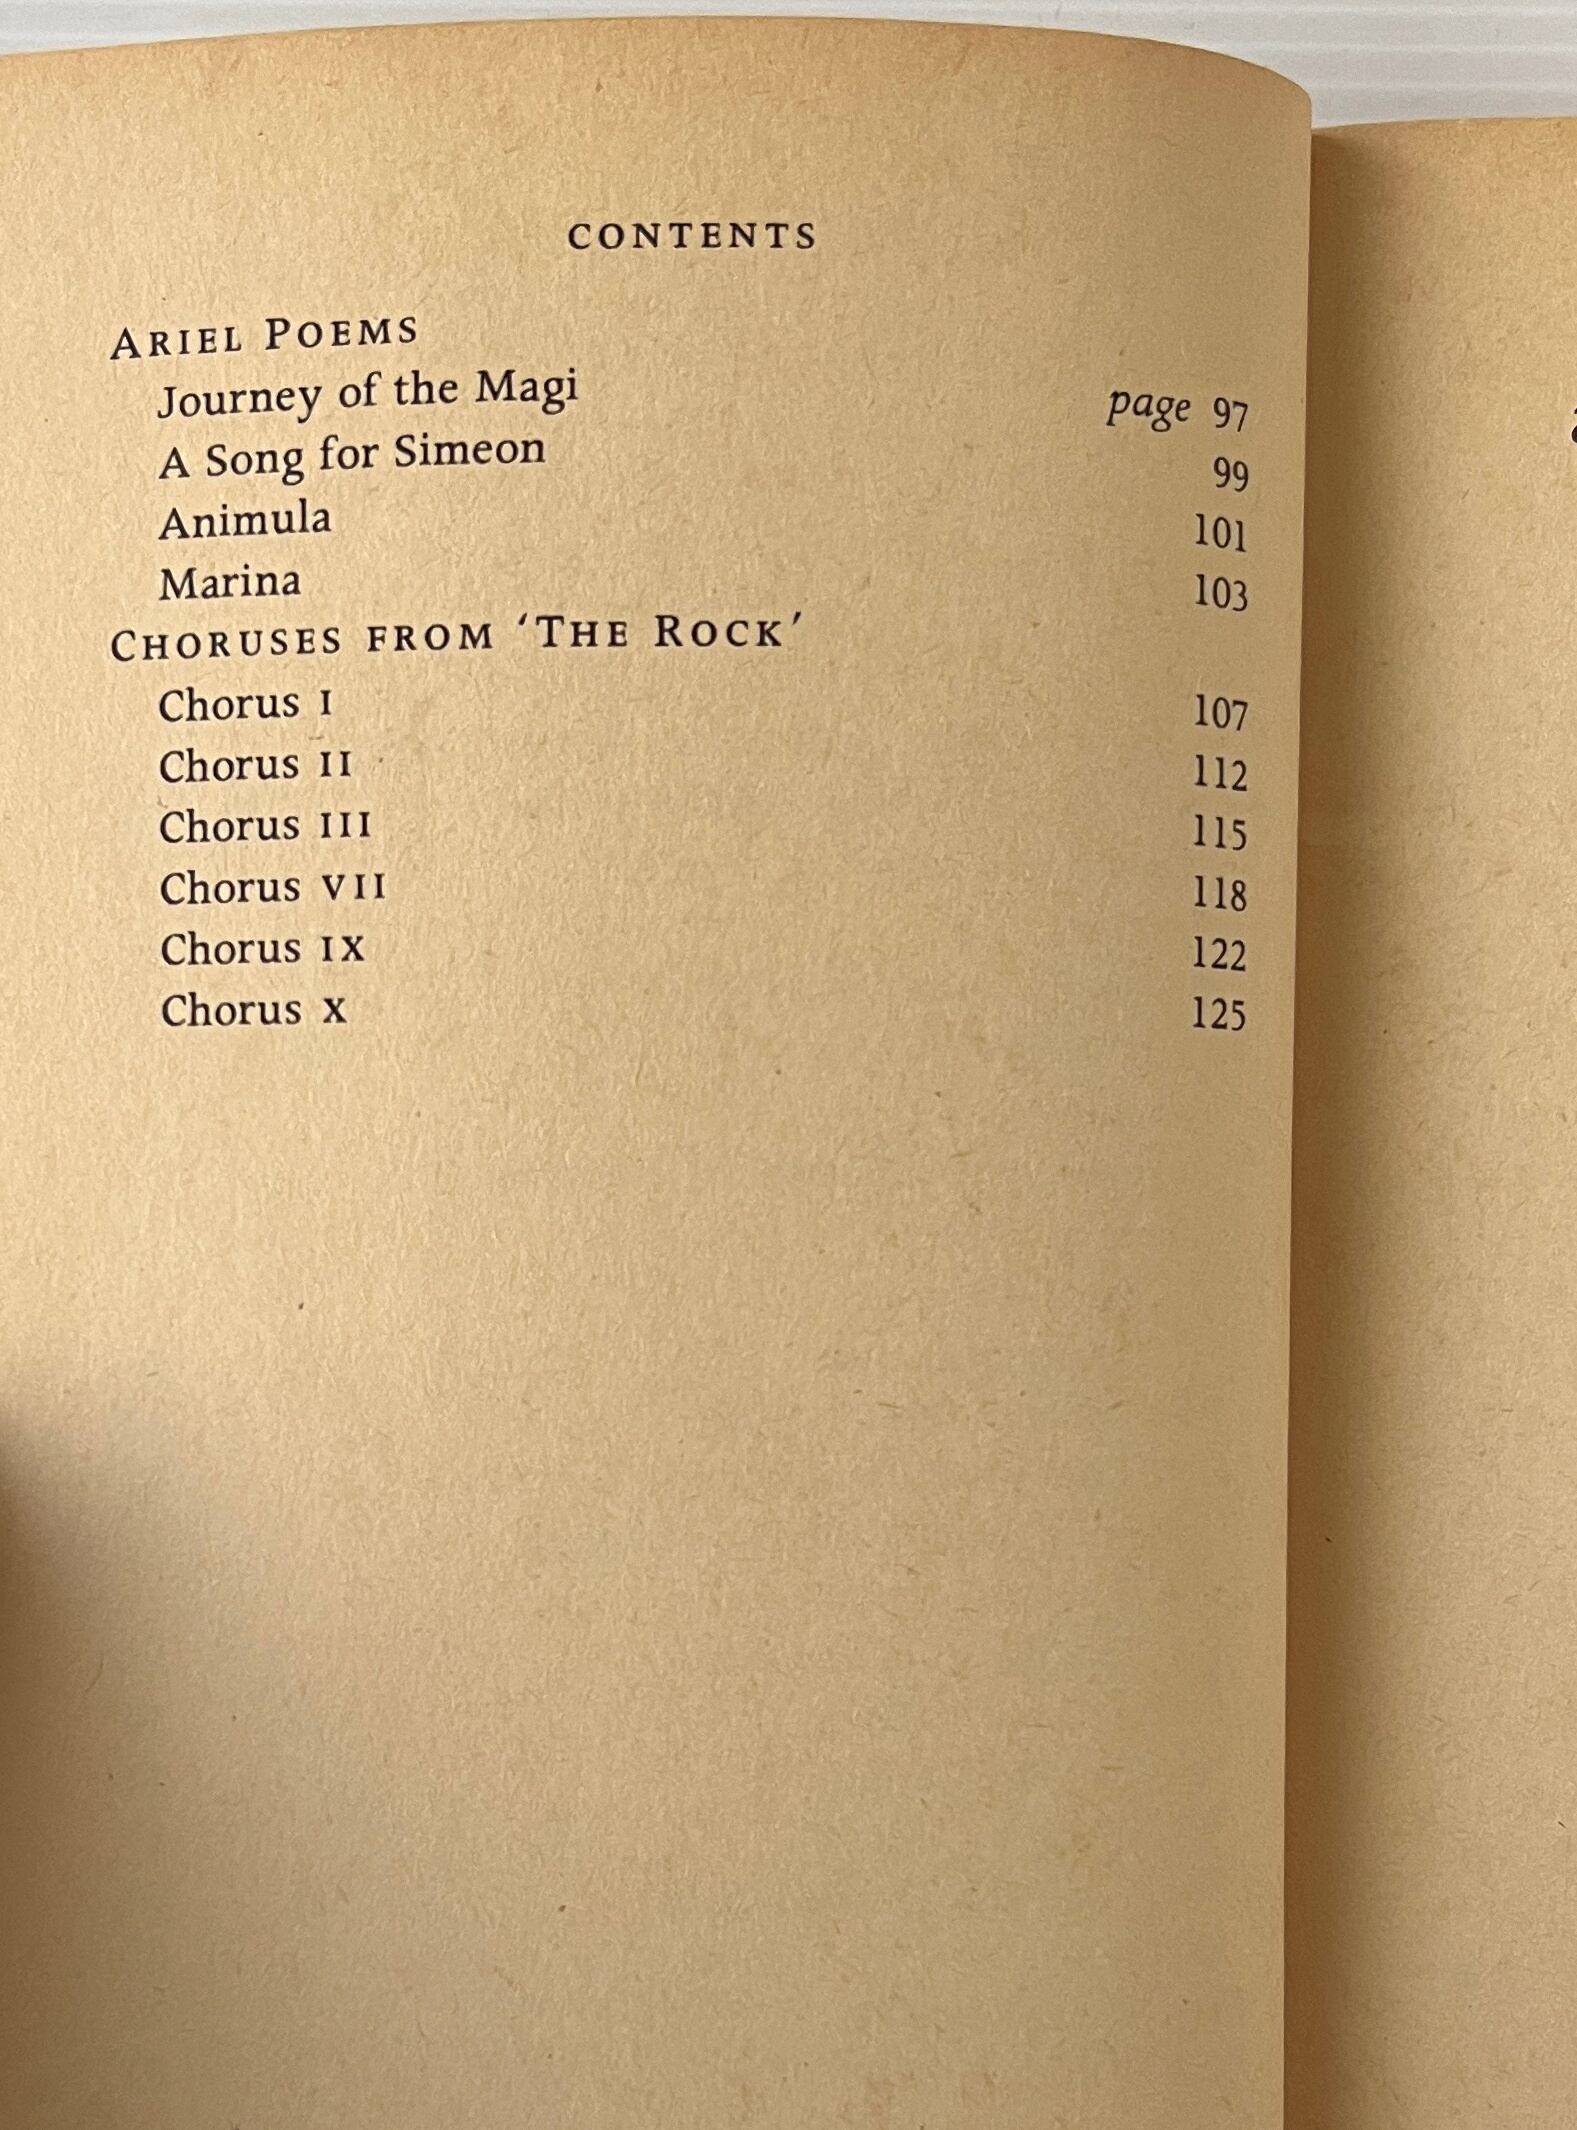 CONTENTS
ARIEL POEMS
Journey of the Magi page 97
A Song for Simeon 99
Animula 101
Marina 103
CHORUSES FROM ‘THE ROCK’
Chorus I 107
Chorus II 112
Chorus III 115
Chorus VII 118
Chorus IX 122
Chorus X 125